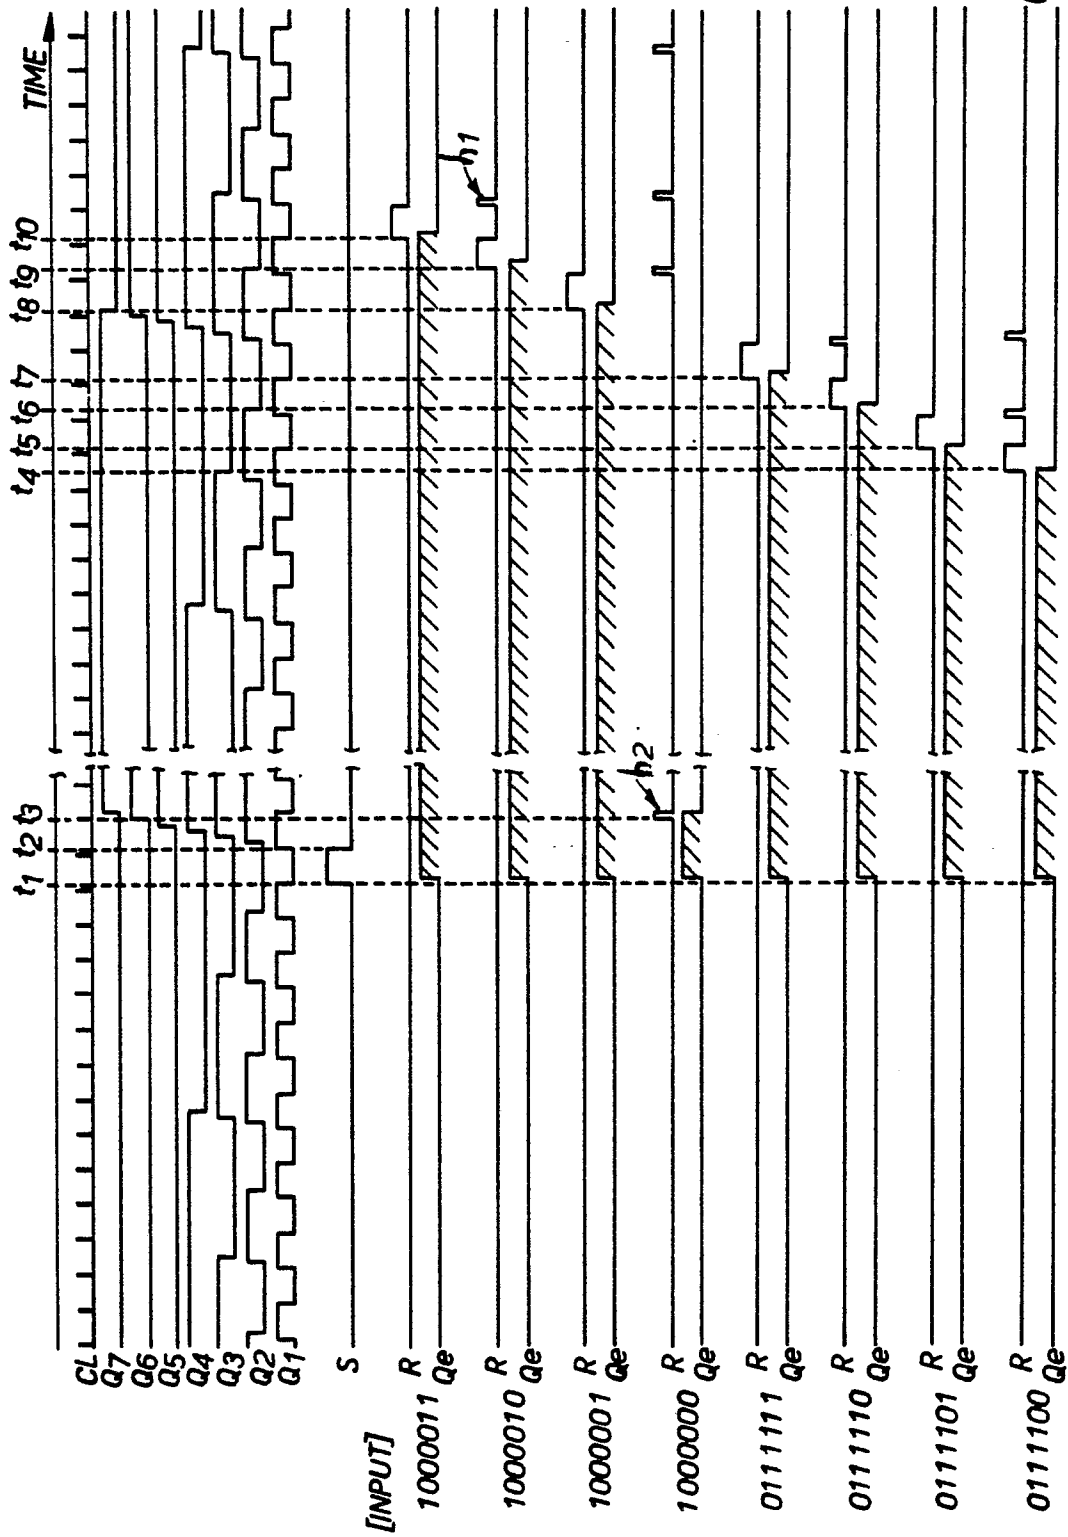 TIME
t1 t2 t3 t4 t5 t6 t7 t8 t9 t10
CL
Q7
Q6
Q5
Q4
Q3
Q2
Q1
S
[INPUT]
1000011 R
Qe
h1
1000010 R
Qe
1000001 R
Qe
h2
1000000 R
Qe
0111111 R
Qe
0111110 R
Qe
0111101 R
Qe
0111100 R
Qe